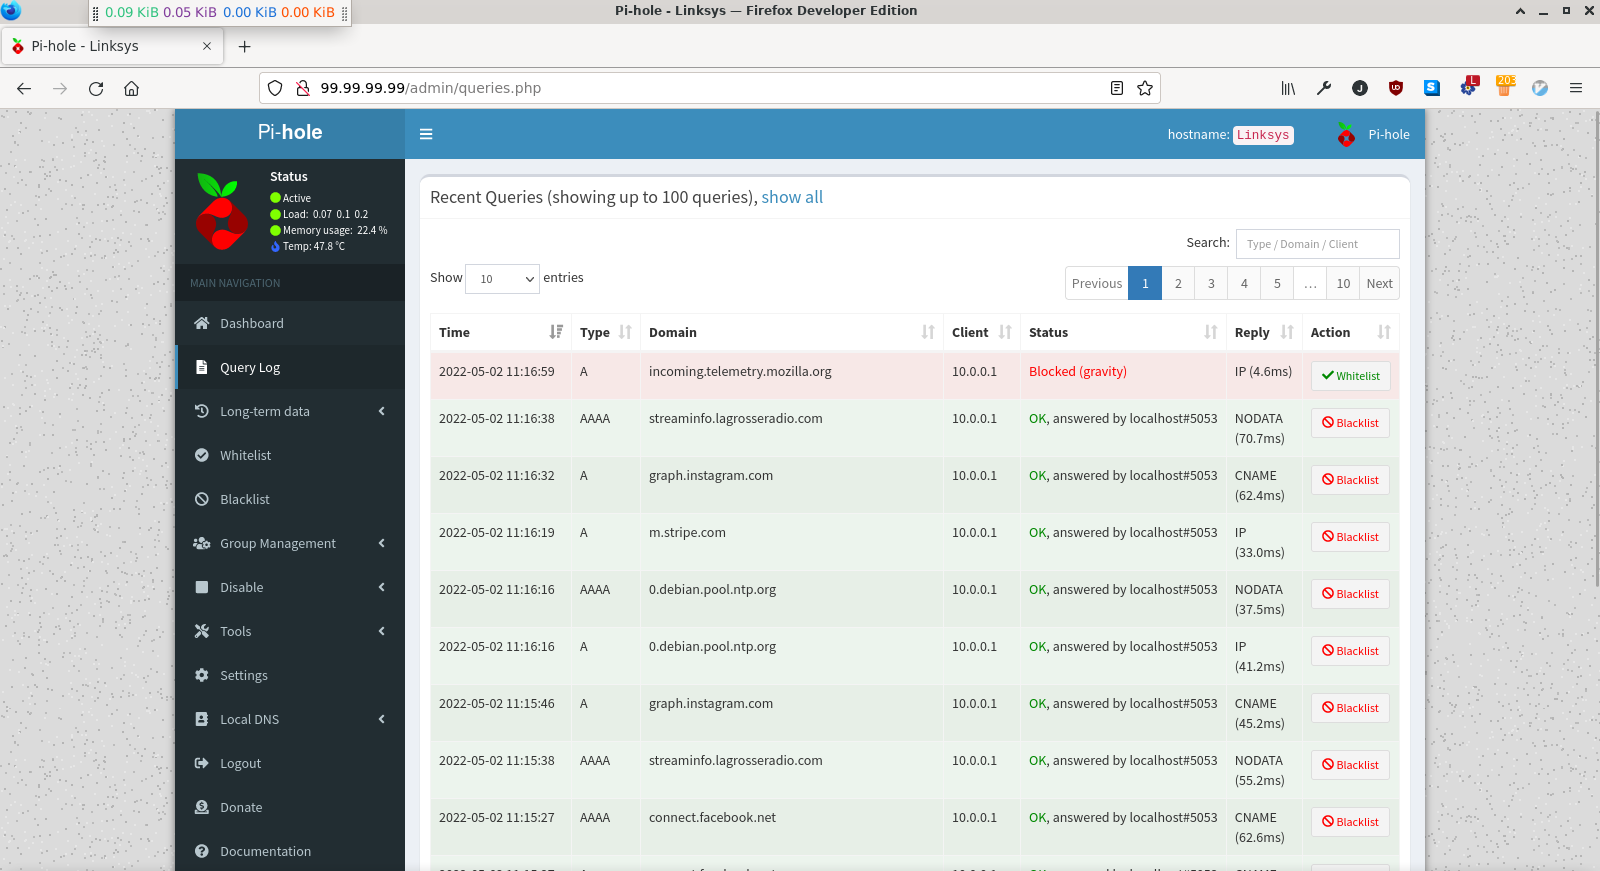 0.09 KiB 0.05 KiB 0.00 KiB 0.00 KiB
Pi-hole - Linksys — Firefox Developer Edition
Pi-hole - Linksys
99.99.99.99/admin/queries.php
J
UD
S
L
203
Pi-hole
hostname: Linksys
Pi-hole
Status
Active
Load: 0.07 0.1 0.2
Memory usage: 22.4 %
Temp: 47.8 °C
MAIN NAVIGATION
Dashboard
Query Log
Long-term data
Whitelist
Blacklist
Group Management
Disable
Tools
Settings
Local DNS
Logout
Donate
Documentation
Recent Queries (showing up to 100 queries), show all
Search: Type / Domain / Client
Show 10 entries
Previous 1 2 3 4 5 … 10 Next
Time Type Domain Client Status Reply Action
2022-05-02 11:16:59 A incoming.telemetry.mozilla.org 10.0.0.1 Blocked (gravity) IP (4.6ms) Whitelist
2022-05-02 11:16:38 AAAA streaminfo.lagrosseradio.com 10.0.0.1 OK, answered by localhost#5053 NODATA Blacklist
(70.7ms)
2022-05-02 11:16:32 A graph.instagram.com 10.0.0.1 OK, answered by localhost#5053 CNAME Blacklist
(62.4ms)
2022-05-02 11:16:19 A m.stripe.com 10.0.0.1 OK, answered by localhost#5053 IP Blacklist
(33.0ms)
2022-05-02 11:16:16 AAAA 0.debian.pool.ntp.org 10.0.0.1 OK, answered by localhost#5053 NODATA Blacklist
(37.5ms)
2022-05-02 11:16:16 A 0.debian.pool.ntp.org 10.0.0.1 OK, answered by localhost#5053 IP Blacklist
(41.2ms)
2022-05-02 11:15:46 A graph.instagram.com 10.0.0.1 OK, answered by localhost#5053 CNAME Blacklist
(45.2ms)
2022-05-02 11:15:38 AAAA streaminfo.lagrosseradio.com 10.0.0.1 OK, answered by localhost#5053 NODATA Blacklist
(55.2ms)
2022-05-02 11:15:27 AAAA connect.facebook.net 10.0.0.1 OK, answered by localhost#5053 CNAME Blacklist
(62.6ms)